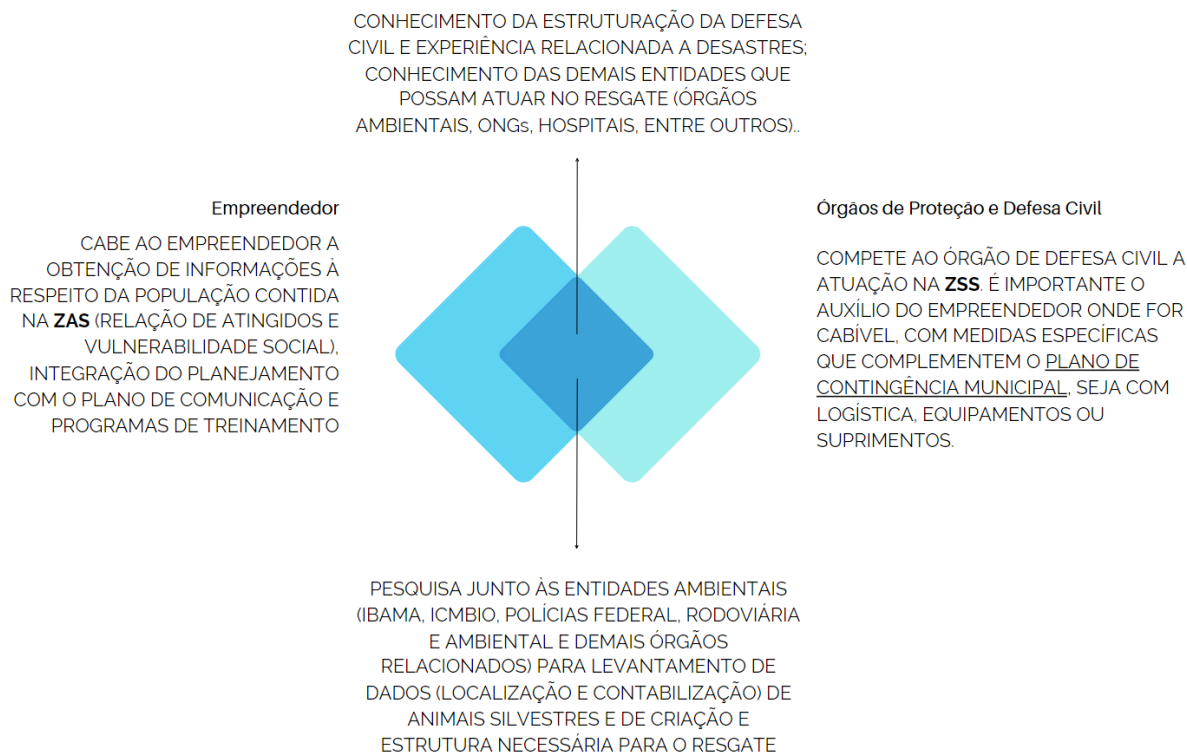 CONHECIMENTO DA ESTRUTURAÇÃO DA DEFESA
CIVIL E EXPERIÊNCIA RELACIONADA A DESASTRES;
CONHECIMENTO DAS DEMAIS ENTIDADES QUE
POSSAM ATUAR NO RESGATE (ÓRGÃOS
AMBIENTAIS, ONGs, HOSPITAIS, ENTRE OUTROS)..
Empreendedor
CABE AO EMPREENDEDOR A
OBTENÇÃO DE INFORMAÇÕES À
RESPEITO DA POPULAÇÃO CONTIDA
NA ZAS (RELAÇÃO DE ATINGIDOS E
VULNERABILIDADE SOCIAL),
INTEGRAÇÃO DO PLANEJAMENTO
COM O PLANO DE COMUNICAÇÃO E
PROGRAMAS DE TREINAMENTO
Órgãos de Proteção e Defesa Civil
COMPETE AO ÓRGÃO DE DEFESA CIVIL A
ATUAÇÃO NA ZSS. É IMPORTANTE O
AUXÍLIO DO EMPREENDEDOR ONDE FOR
CABÍVEL, COM MEDIDAS ESPECÍFICAS
QUE COMPLEMENTEM O PLANO DE
CONTINGÊNCIA MUNICIPAL, SEJA COM
LOGÍSTICA, EQUIPAMENTOS OU
SUPRIMENTOS.
PESQUISA JUNTO ÀS ENTIDADES AMBIENTAIS
(IBAMA, ICMBIO, POLÍCIAS FEDERAL, RODOVIÁRIA
E AMBIENTAL E DEMAIS ÓRGÃOS
RELACIONADOS) PARA LEVANTAMENTO DE
DADOS (LOCALIZAÇÃO E CONTABILIZAÇÃO) DE
ANIMAIS SILVESTRES E DE CRIAÇÃO E
ESTRUTURA NECESSÁRIA PARA O RESGATE